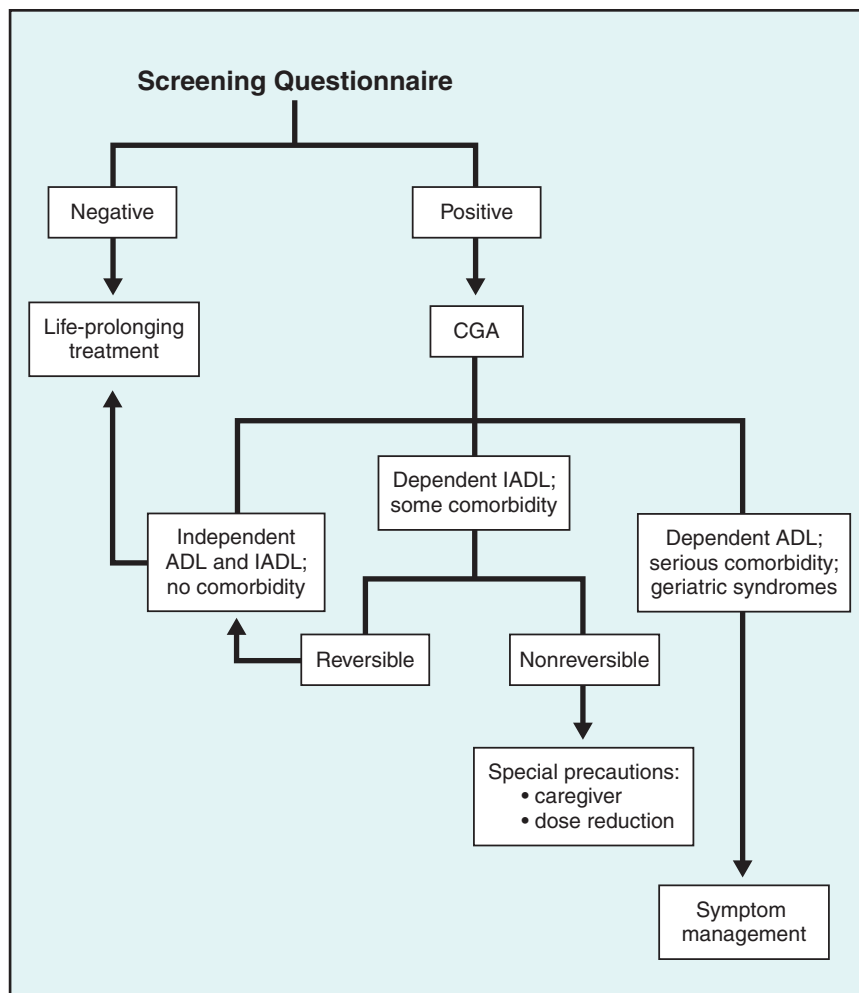 Screening Questionnaire
Negative
Positive
Life-prolonging
treatment
CGA
Independent
ADL and IADL;
no comorbidity
Dependent IADL;
some comorbidity
Dependent ADL;
serious comorbidity;
geriatric syndromes
Reversible
Nonreversible
Special precautions:
• caregiver
• dose reduction
Symptom
management